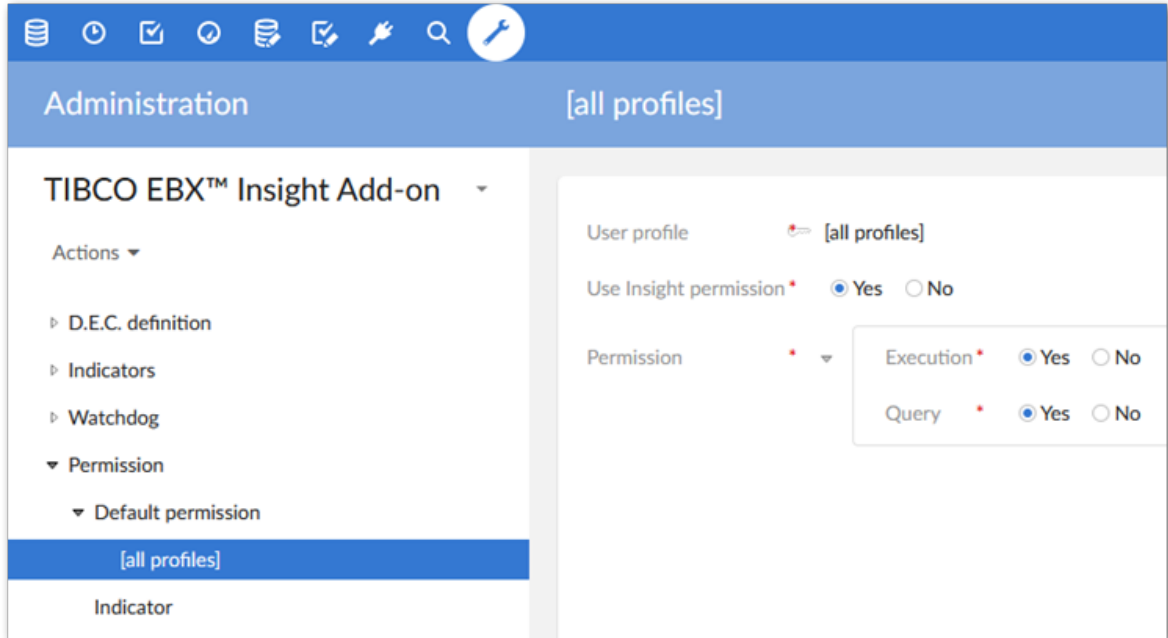 Administration
[all profiles]
TIBCO EBX™ Insight Add-on
Actions
D.E.C. definition
Indicators
Watchdog
Permission
Default permission
[all profiles]
Indicator
User profile [all profiles]
Use Insight permission * Yes No
Permission * Execution * Yes No
Query * Yes No